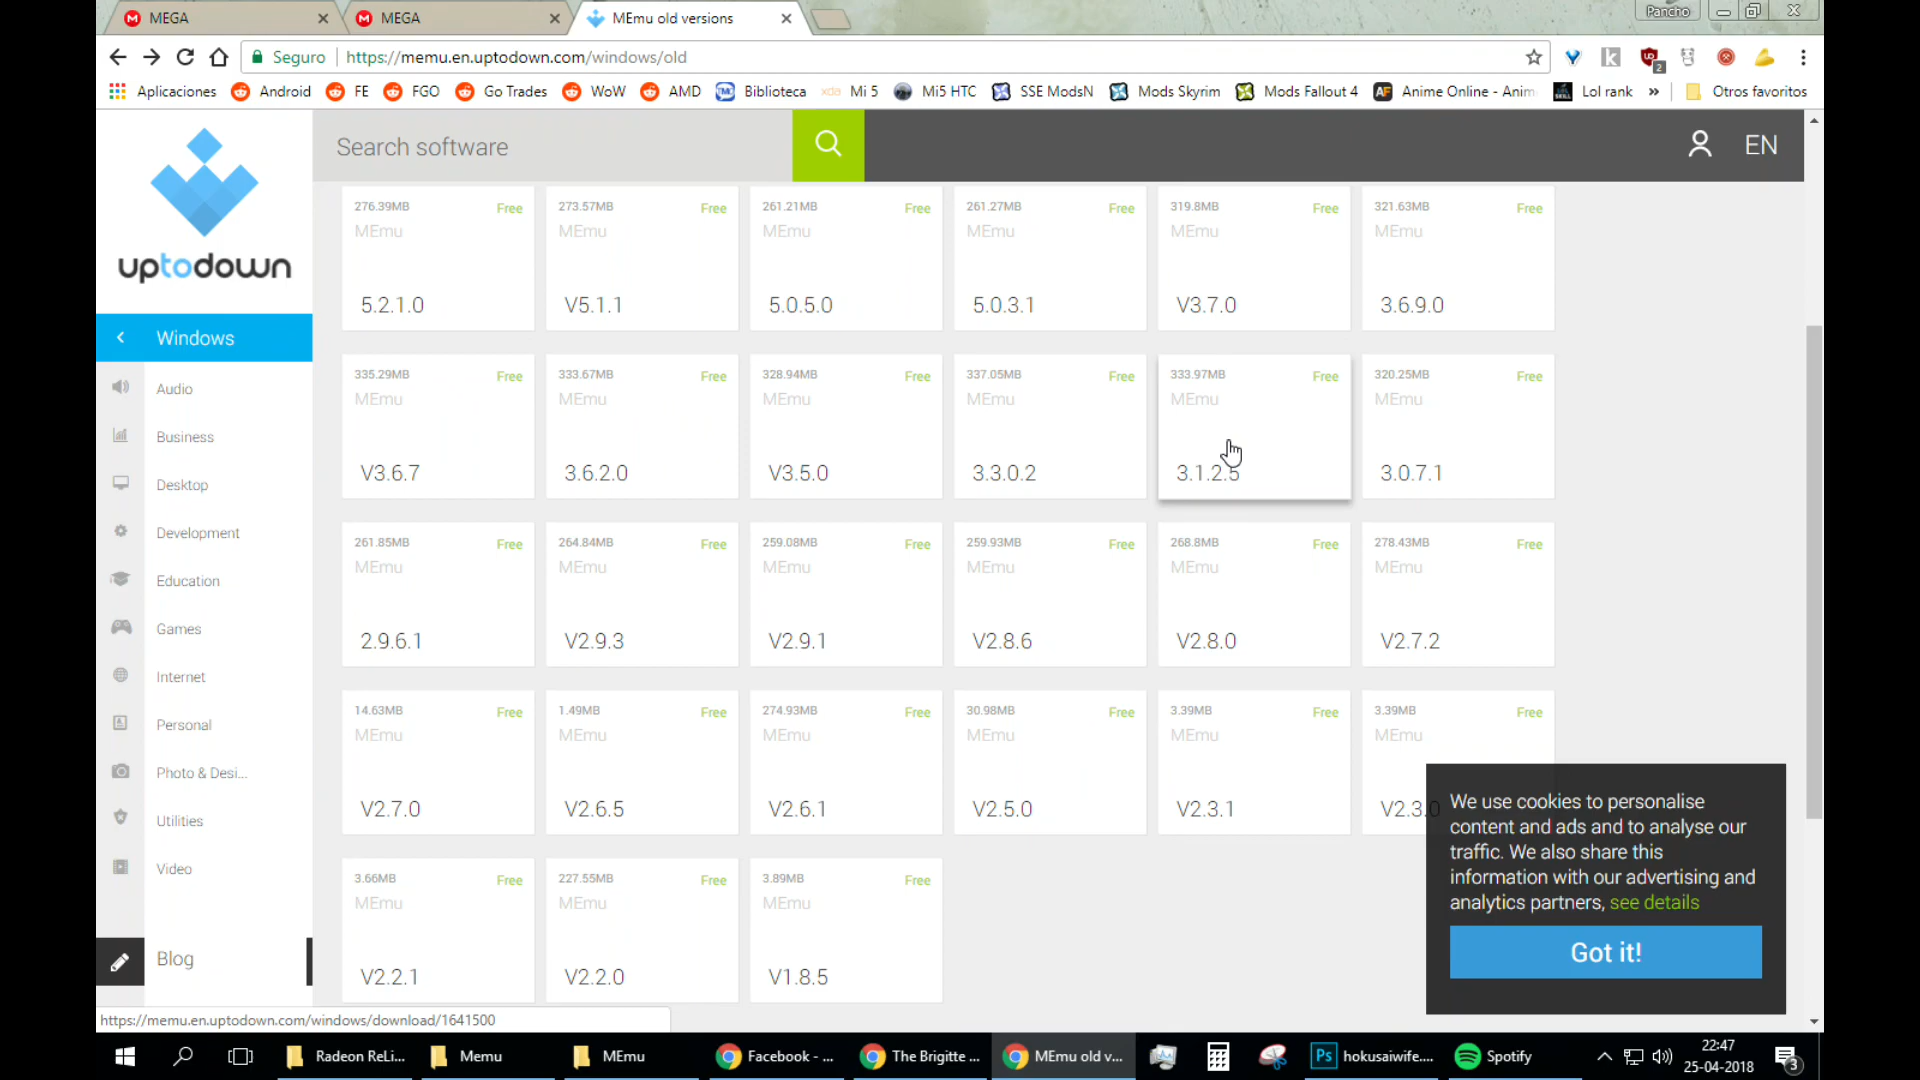 MEGA
MEGA
MEmu old versions
Pancho
Seguro
https://memu.en.uptodown.com/windows/old
2
Aplicaciones
Android
FE
FGO
Go Trades
WoW
AMD
Biblioteca
Mi 5
Mi5 HTC
SSE ModsN
Mods Skyrim
Mods Fallout 4
Anime Online - Anim
Lol rank
»
Otros favoritos
uptodown
Search software
EN
Windows
Audio
Business
Desktop
Development
Education
Games
Internet
Personal
Photo & Desi...
Utilities
Video
Blog
276.39MB Free
MEmu
5.2.1.0
273.57MB Free
MEmu
V5.1.1
261.21MB Free
MEmu
5.0.5.0
261.27MB Free
MEmu
5.0.3.1
319.8MB Free
MEmu
V3.7.0
321.63MB Free
MEmu
3.6.9.0
335.29MB Free
MEmu
V3.6.7
333.67MB Free
MEmu
3.6.2.0
328.94MB Free
MEmu
V3.5.0
337.05MB Free
MEmu
3.3.0.2
333.97MB Free
MEmu
3.1.2.5
320.25MB Free
MEmu
3.0.7.1
261.85MB Free
MEmu
2.9.6.1
264.84MB Free
MEmu
V2.9.3
259.08MB Free
MEmu
V2.9.1
259.93MB Free
MEmu
V2.8.6
268.8MB Free
MEmu
V2.8.0
278.43MB Free
MEmu
V2.7.2
14.63MB Free
MEmu
V2.7.0
1.49MB Free
MEmu
V2.6.5
274.93MB Free
MEmu
V2.6.1
30.98MB Free
MEmu
V2.5.0
3.39MB Free
MEmu
V2.3.1
3.39MB Free
MEmu
V2.3.0
3.66MB Free
MEmu
V2.2.1
227.55MB Free
MEmu
V2.2.0
3.89MB Free
MEmu
V1.8.5
We use cookies to personalise
content and ads and to analyse our
traffic. We also share this
information with our advertising and
analytics partners, see details
Got it!
https://memu.en.uptodown.com/windows/download/1641500
Radeon ReLi...
Memu
MEmu
Facebook - ...
The Brigitte ...
MEmu old v...
Ps
hokusaiwife....
Spotify
22:47
25-04-2018
3